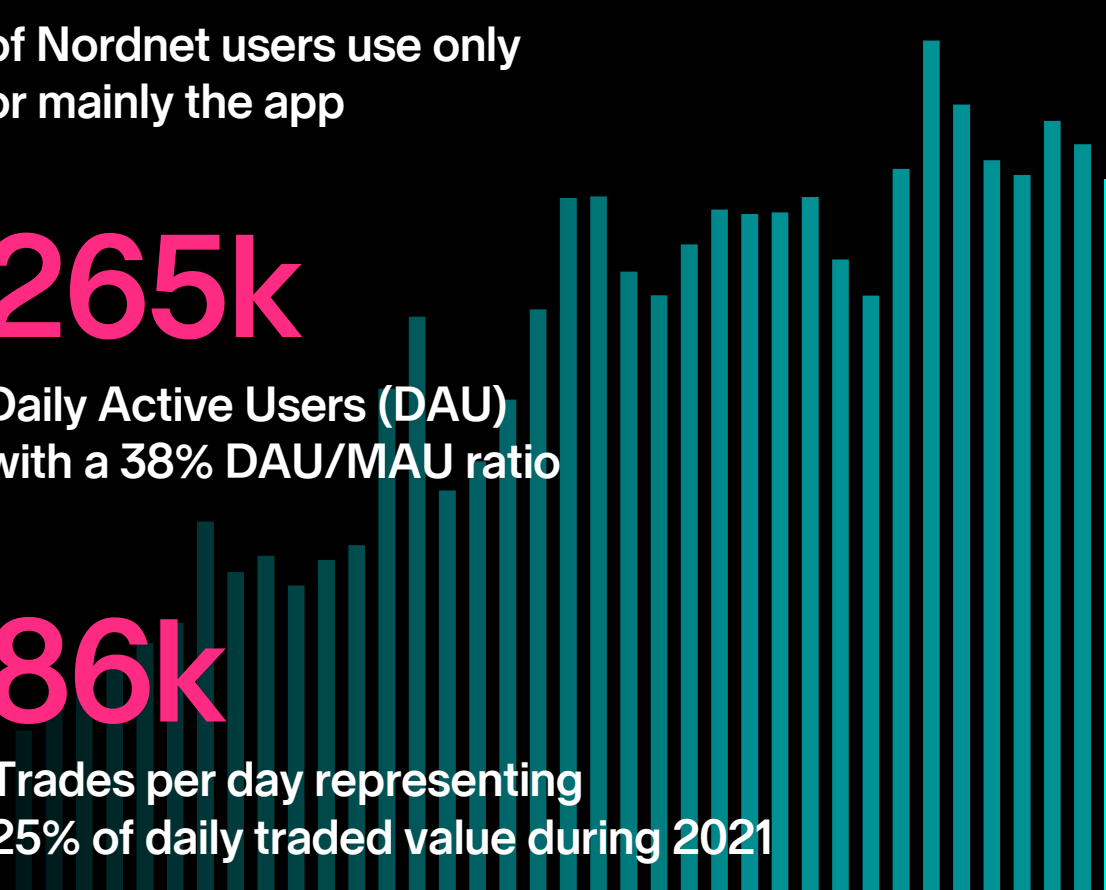 of Nordnet users use only
or mainly the app
265k
Daily Active Users (DAU)
with a 38% DAU/MAU ratio
86k
Trades per day representing
25% of daily traded value during 2021